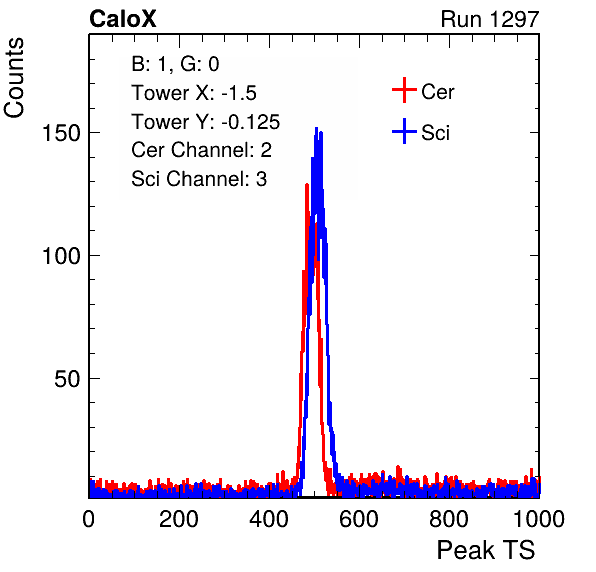 CaloX Run 1297
Counts
B: 1, G: 0
Tower X: -1.5
Tower Y: -0.125
Cer Channel: 2
Sci Channel: 3
Cer
Sci
150
100
50
0 200 400 600 800 1000
Peak TS